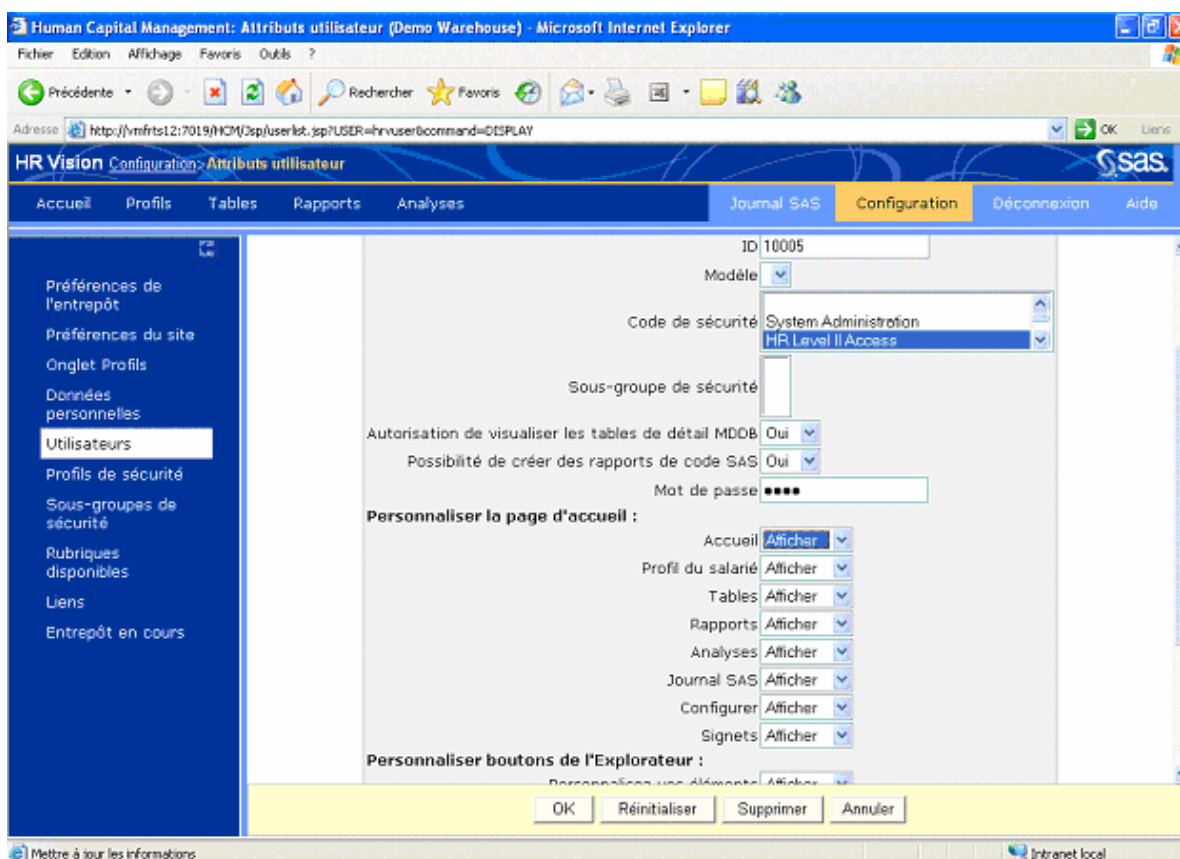 Human Capital Management: Attributs utilisateur (Demo Warehouse) - Microsoft Internet Explorer
Fichier Edition Affichage Favoris Outils ?
Précédente Rechercher Favoris
Adresse http://vmfrts12:7019/HCM/Jsp/userlist.jsp?USER=hrvuser&command=DISPLAY OK Liens
HR Vision Configuration>Attributs utilisateur sas.
Accueil Profils Tables Rapports Analyses Journal SAS Configuration Déconnexion Aide
Préférences de
l'entrepôt
Préférences du site
Onglet Profils
Données
personnelles
Utilisateurs
Profils de sécurité
Sous-groupes de
sécurité
Rubriques
disponibles
Liens
Entrepôt en cours
ID 10005
Modèle
Code de sécurité System Administration
HR Level II Access
Sous-groupe de sécurité
Autorisation de visualiser les tables de détail MDDB Oui
Possibilité de créer des rapports de code SAS Oui
Mot de passe ••••
Personnaliser la page d'accueil :
Accueil Afficher
Profil du salarié Afficher
Tables Afficher
Rapports Afficher
Analyses Afficher
Journal SAS Afficher
Configurer Afficher
Signets Afficher
Personnaliser boutons de l'Explorateur :
Personnalisez vos éléments Afficher
OK Réinitialiser Supprimer Annuler
Mettre à jour les informations Intranet local